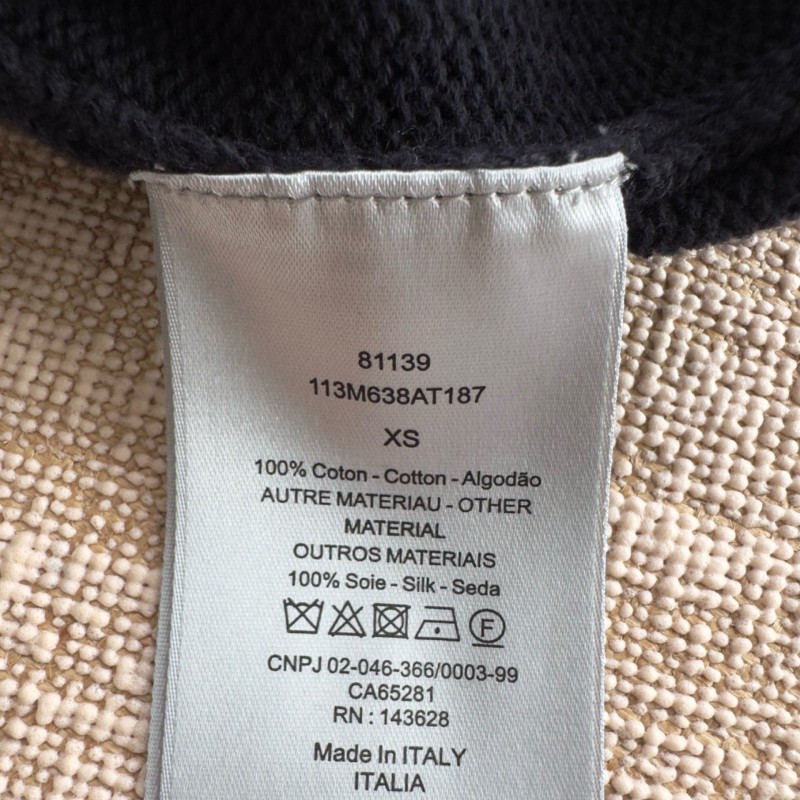 81139
113M638AT187
XS
100% Coton - Cotton - Algodão
AUTRE MATERIAU - OTHER
MATERIAL
OUTROS MATERIAIS
100% Soie - Silk - Seda
F
CNPJ 02-046-366/0003-99
CA65281
RN : 143628
Made In ITALY
ITALIA